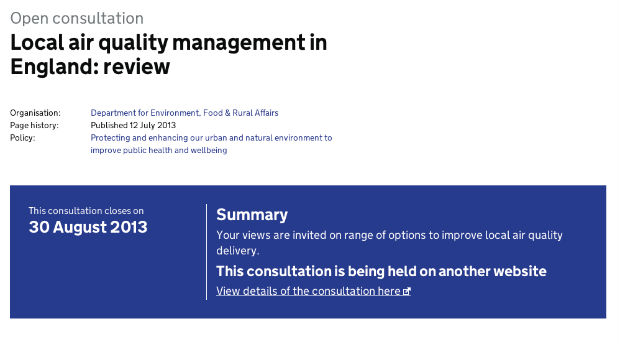 Open consultation
Local air quality management in
England: review
Organisation: Department for Environment, Food & Rural Affairs
Page history: Published 12 July 2013
Policy: Protecting and enhancing our urban and natural environment to
improve public health and wellbeing
This consultation closes on
30 August 2013
Summary
Your views are invited on range of options to improve local air quality
delivery.
This consultation is being held on another website
View details of the consultation here